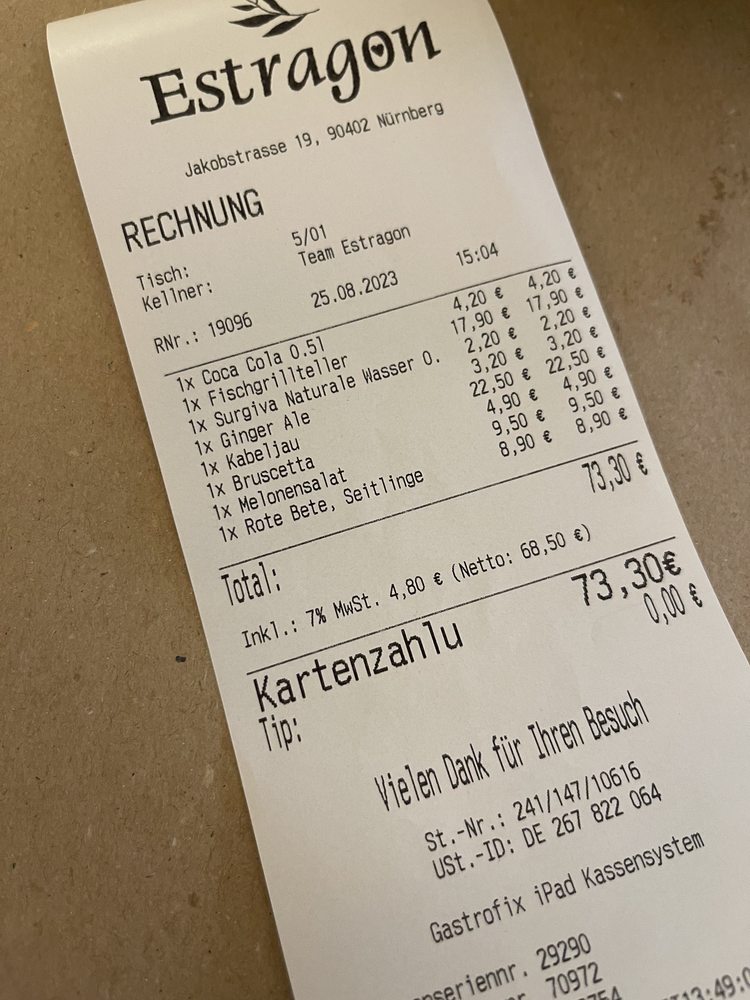 Estragon
Jakobstrasse 19, 90402 Nürnberg
RECHNUNG
Tisch: 5/01
Kellner: Team Estragon
RNr.: 19096 25.08.2023 15:04
1x Coca Cola 0.5l 4,20 € 4,20 €
1x Fischgrillteller 17,90 € 17,90 €
1x Surgiva Naturale Wasser 0. 2,20 € 2,20 €
1x Ginger Ale 3,20 € 3,20 €
1x Kabeljau 22,50 € 22,50 €
1x Bruscetta 4,90 € 4,90 €
1x Melonensalat 9,50 € 9,50 €
1x Rote Bete, Seitlinge 8,90 € 8,90 €
Total: 73,30 €
Inkl.: 7% MwSt. 4,80 € (Netto: 68,50 €)
Kartenzahlu 73,30€
Tip: 0,00 €
Vielen Dank für Ihren Besuch
St.-Nr.: 241/147/10616
USt.-ID: DE 267 822 064
Gastrofix iPad Kassensystem
nseriennr. 29290
70972